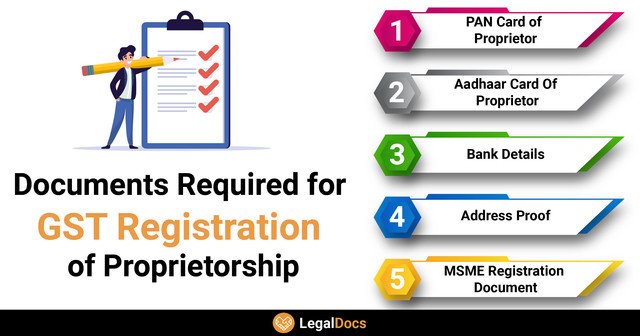 Documents Required for
GST Registration
of Proprietorship
1
PAN Card of
Proprietor
2
Aadhaar Card Of
Proprietor
3
Bank Details
4
Address Proof
5
MSME Registration
Document
LegalDocs